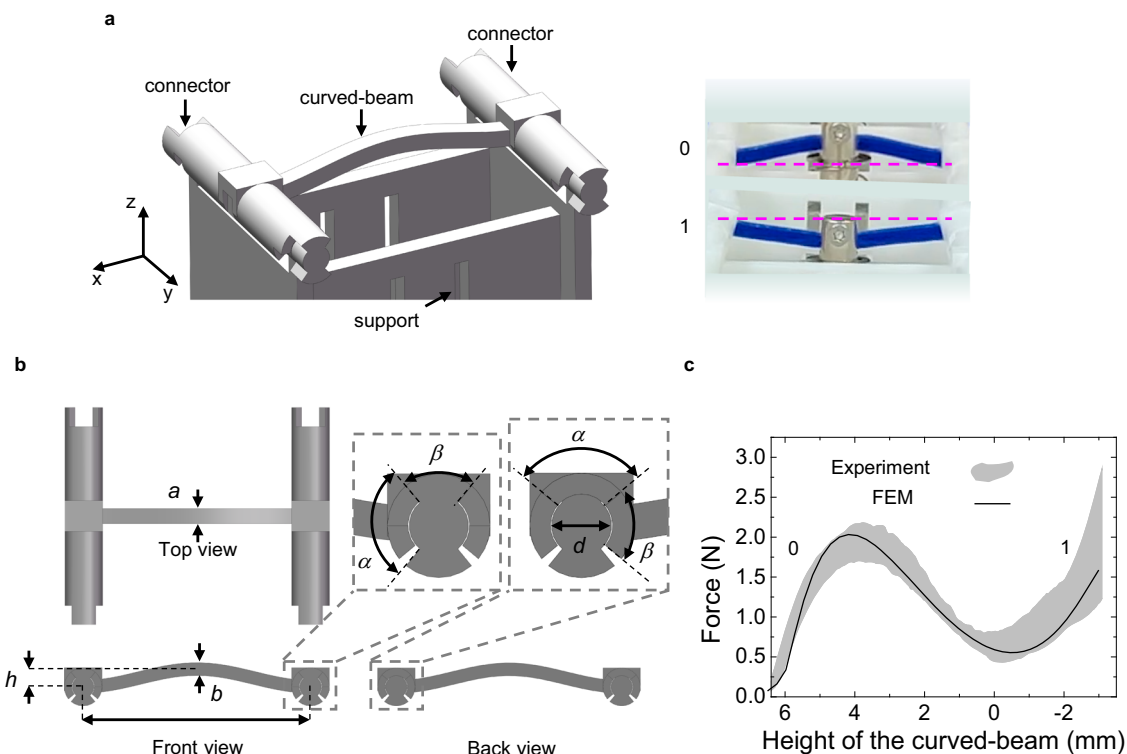 a
connector
connector
curved-beam
z
x
y
support
0
1
b
a
Top view
β
α
α
d
β
h
b
Front view
Back view
c
3.0
2.5
2.0
1.5
1.0
0.5
0.0
Force (N)
Experiment
FEM
0
1
6 4 2 0 -2
Height of the curved-beam (mm)